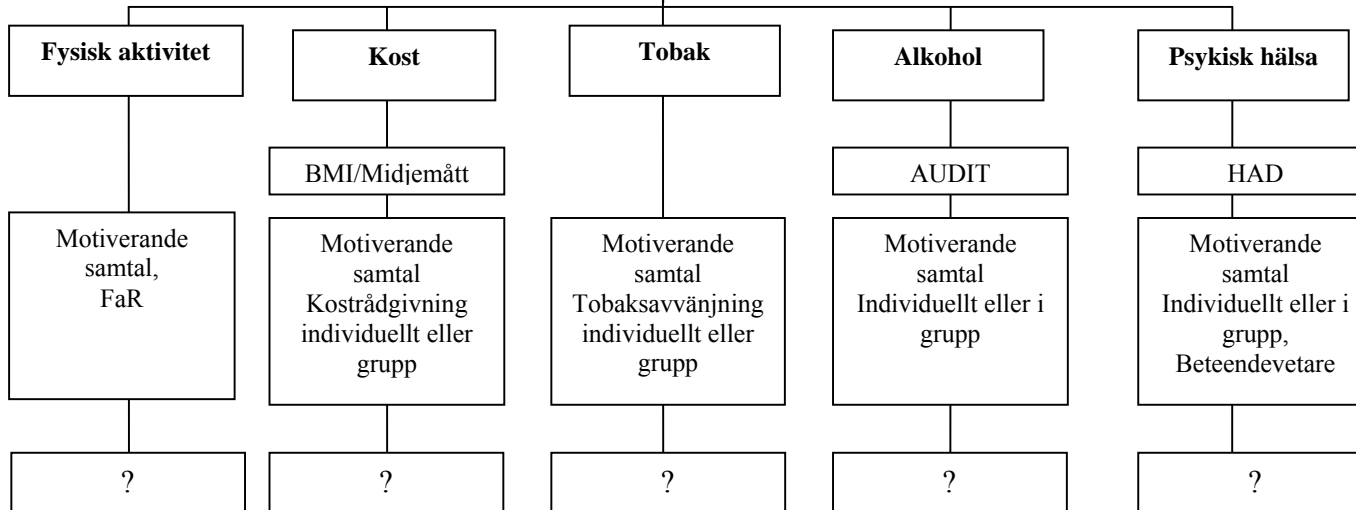 Fysisk aktivitet
Kost
Tobak
Alkohol
Psykisk hälsa
BMI/Midjemått
AUDIT
HAD
Motiverande
samtal,
FaR
Motiverande
samtal
Kostrådgivning
individuellt eller
grupp
Motiverande
samtal
Tobaksavvänjning
individuellt eller
grupp
Motiverande
samtal
Individuellt eller i
grupp
Motiverande
samtal
Individuellt eller i
grupp,
Beteendevetare
?
?
?
?
?